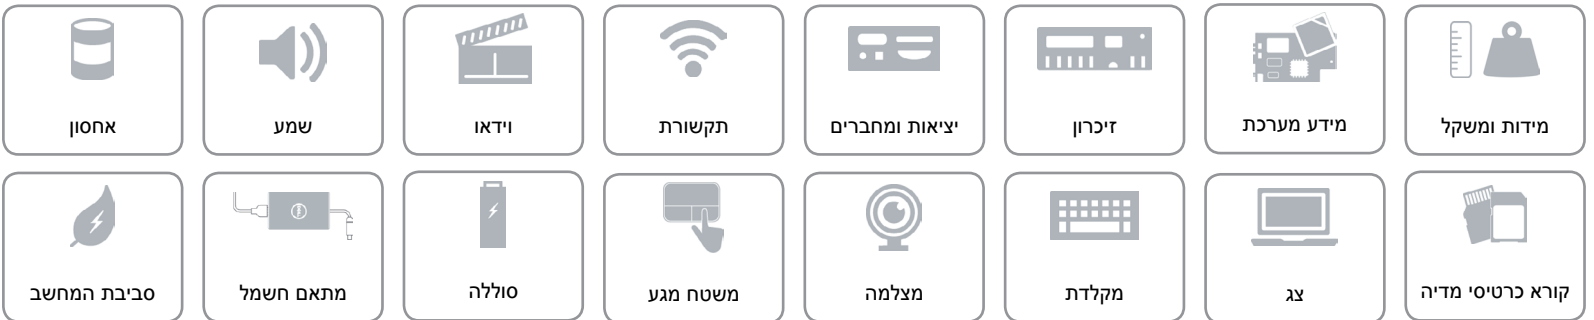 מידות ומשקל
מידע מערכת
זיכרון
יציאות ומחברים
תקשורת
וידאו
שמע
אחסון
קורא כרטיסי מדיה
צג
מקלדת
מצלמה
משטח מגע
סוללה
מתאם חשמל
סביבת המחשב